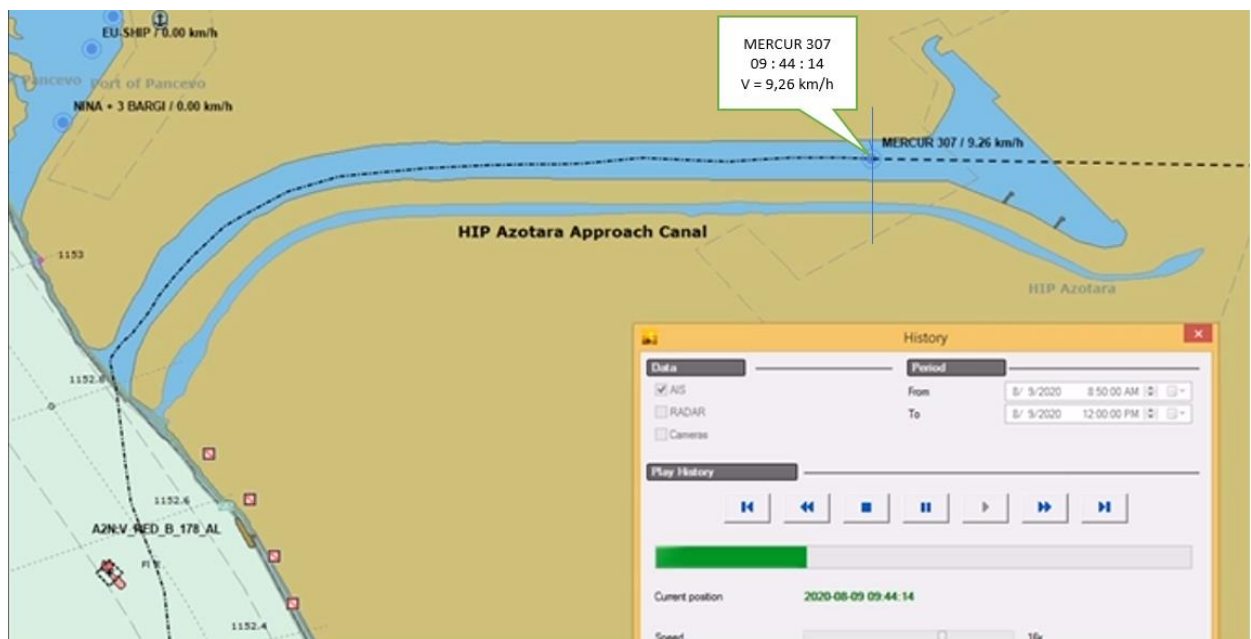 EU-SHIP / 0.00 km/h
Port of Pancevo
Pancevo
NINA + 3 BARGI / 0.00 km/h
MERCUR 307
09 : 44 : 14
V = 9,26 km/h
MERCUR 307 / 9.26 km/h
HIP Azotara Approach Canal
1153
HIP Azotara
1152.8
1152.6
A2N:V_RED_B_178_AL
1152.4
History
Data
Period
AIS
From
8/ 9/2020
8:50:00 AM
RADAR
To
8/ 9/2020
12:00:00 PM
Cameras
Play History
Current position
2020-08-09 09:44:14
Speed
16x